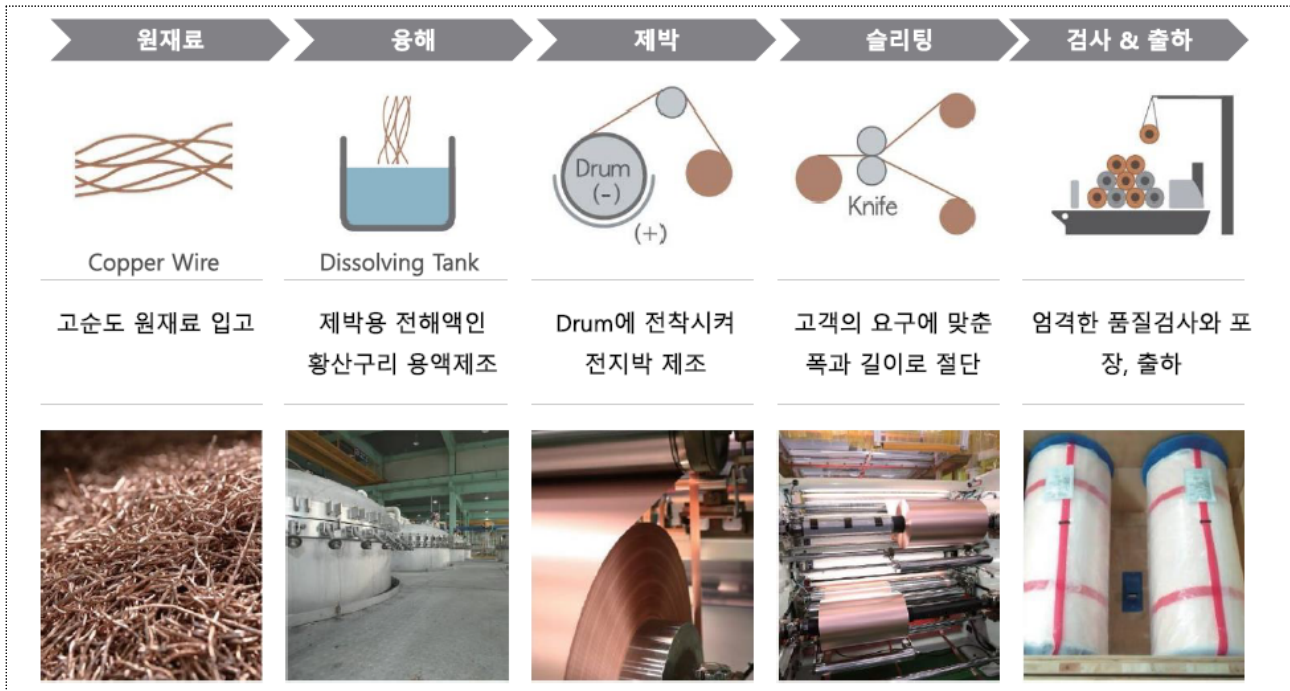 원재료
용해
제박
슬리팅
검사 & 출하
Drum
(-)
(+)
Knife
Copper Wire
Dissolving Tank
고순도 원재료 입고
제박용 전해액인
황산구리 용액제조
Drum에 전착시켜
전지박 제조
고객의 요구에 맞춘
폭과 길이로 절단
엄격한 품질검사와 포
장, 출하